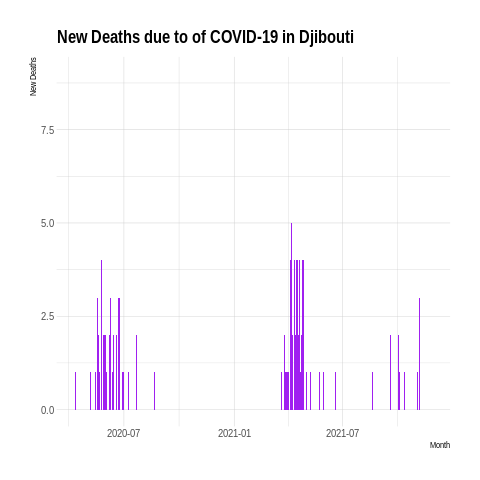 New Deaths due to of COVID-19 in Djibouti
New Deaths
7.5
5.0
2.5
0.0
2020-07 2021-01 2021-07
Month